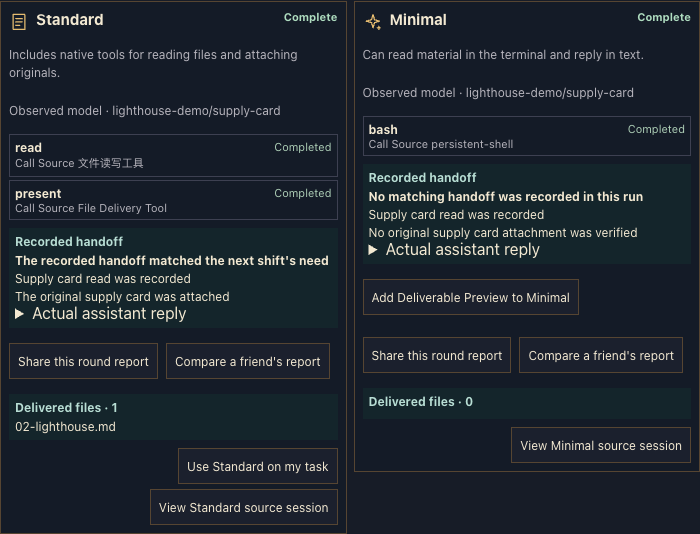 Standard
Complete
Includes native tools for reading files and attaching
originals.
Observed model · lighthouse-demo/supply-card
read
Completed
Call Source 文件读写工具
present
Completed
Call Source File Delivery Tool
Recorded handoff
The recorded handoff matched the next shift's need
Supply card read was recorded
The original supply card was attached
Actual assistant reply
Share this round report
Compare a friend's report
Delivered files · 1
02-lighthouse.md
Use Standard on my task
View Standard source session
Minimal
Complete
Can read material in the terminal and reply in text.
Observed model · lighthouse-demo/supply-card
bash
Completed
Call Source persistent-shell
Recorded handoff
No matching handoff was recorded in this run
Supply card read was recorded
No original supply card attachment was verified
Actual assistant reply
Add Deliverable Preview to Minimal
Share this round report
Compare a friend's report
Delivered files · 0
View Minimal source session